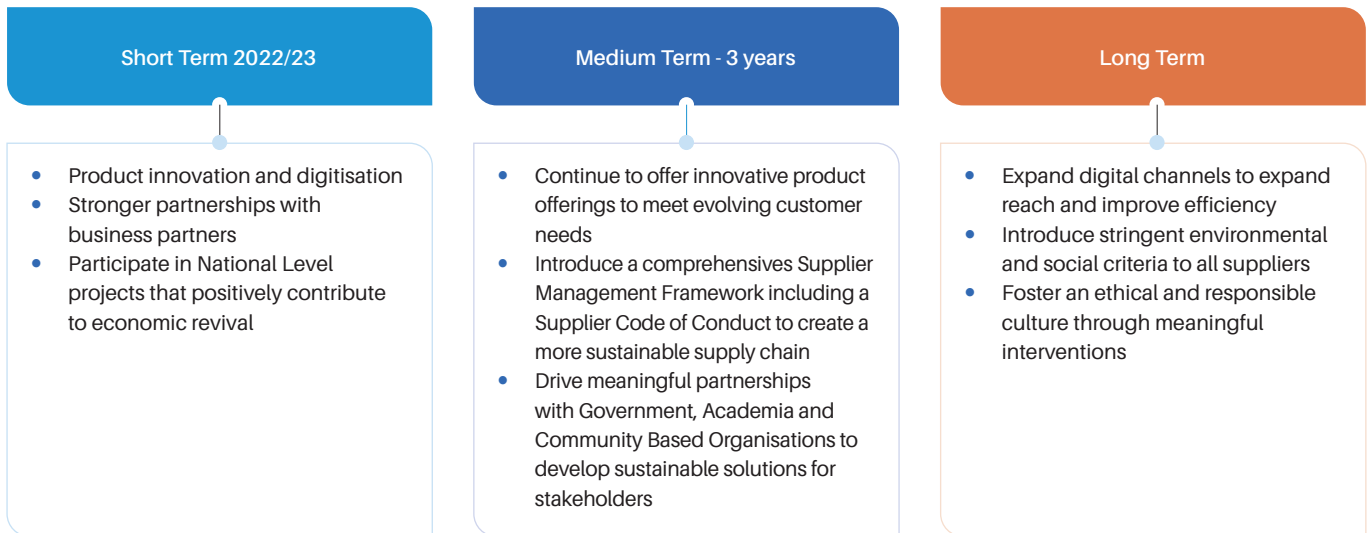 Short Term 2022/23
• Product innovation and digitisation
• Stronger partnerships with
business partners
• Participate in National Level
projects that positively contribute
to economic revival
Medium Term - 3 years
• Continue to offer innovative product
offerings to meet evolving customer
needs
• Introduce a comprehensives Supplier
Management Framework including a
Supplier Code of Conduct to create a
more sustainable supply chain
• Drive meaningful partnerships
with Government, Academia and
Community Based Organisations to
develop sustainable solutions for
stakeholders
Long Term
• Expand digital channels to expand
reach and improve efficiency
• Introduce stringent environmental
and social criteria to all suppliers
• Foster an ethical and responsible
culture through meaningful
interventions